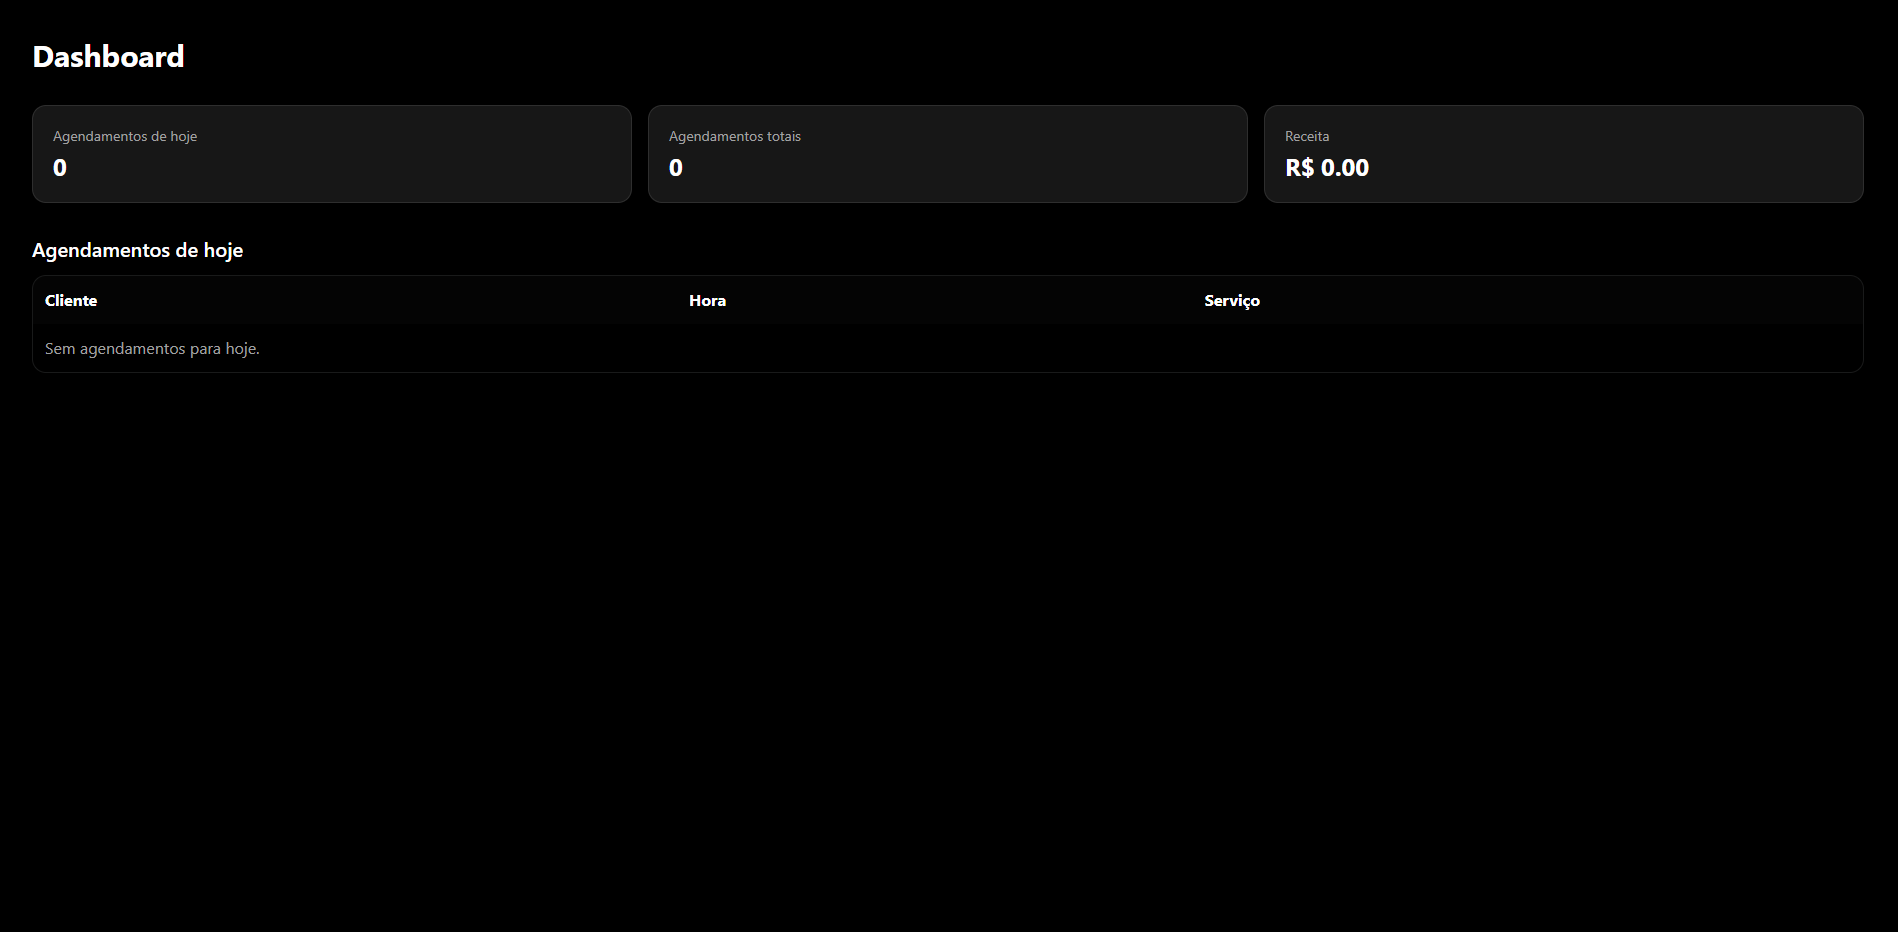 Dashboard
Agendamentos de hoje
0
Agendamentos totais
0
Receita
R$ 0.00
Agendamentos de hoje
Cliente Hora Serviço
Sem agendamentos para hoje.